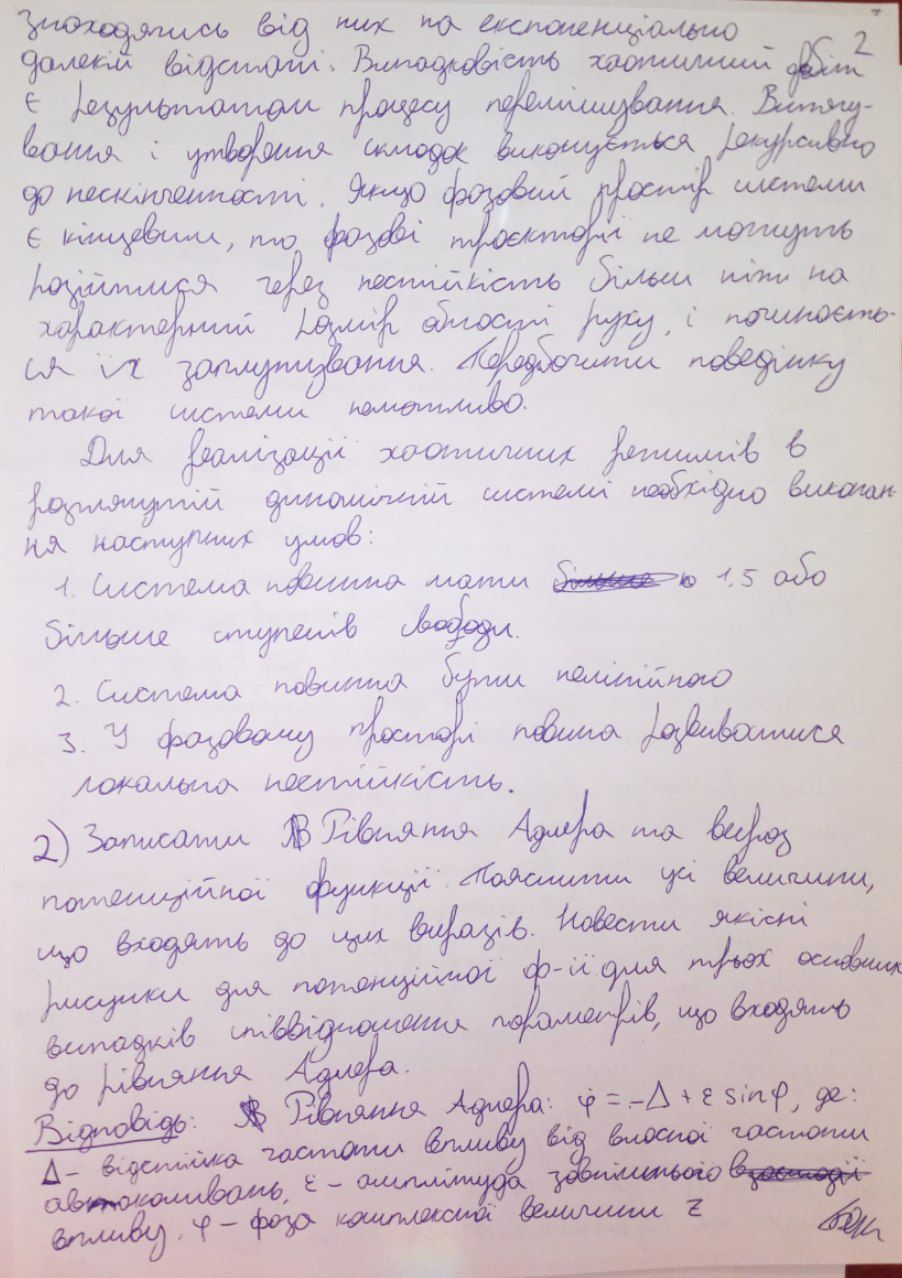 2
знаходячись від них на експоненціально
далекій відстані. Випадковість хаотичний
є результатом процесу перемішування. Витягу-
вання і утворення складок виконується рекурсивно
до нескінченності. Якщо фазовий простір системи
є кінцевим, то фазові траєкторії не можуть
розійтися через нестійкість більш ніж на
характерний розмір області руху, і починаєть-
ся їх заплутування. Передбачити поведінку
такої системи неможливо.
Для реалізації хаотичних режимів в
розглянутій динамічній системі необхідно викоган-
ня наступних умов:
1. Система повинна мати 1,5 або
більше ступенів свободи.
2. Система повинна бути нелінійною
3. У фазовому просторі повина розвиватися
локальна нестійкість.
2) Записати Рівняння Адлера та вираз
потенційної функції. Пояснити усі величини,
що входять до цих виразів. Навести якісні
рисунки для потенційної ф-ії для трьох основних
випадків співвідношення параметрів, що входять
до рівняння Адлера.
Відповідь: Рівняння Адлера: φ̇ = -Δ + ε sin φ, де:
Δ - відстійка частоти впливу від власної частоти
автоколивань, ε - амплітуда зовнішнього
впливу. φ - фаза комплексної величини z